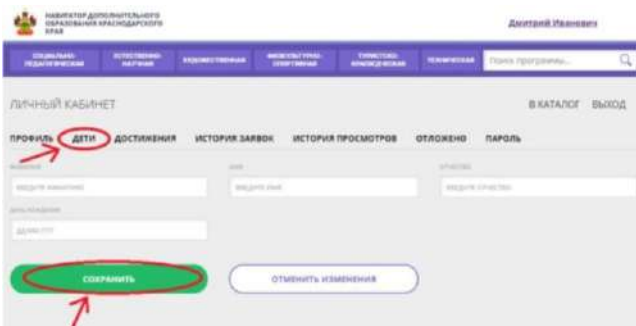 НАВИГАТОР ДОПОЛНИТЕЛЬНОГО
ОБРАЗОВАНИЯ КРАСНОДАРСКОГО
КРАЯ
Дмитрий Иванович
СОЦИАЛЬНО-ПЕДАГОГИЧЕСКАЯ ЕСТЕСТВЕННО-НАУЧНАЯ ХУДОЖЕСТВЕННАЯ ФИЗКУЛЬТУРНО-СПОРТИВНАЯ ТУРИСТСКО-КРАЕВЕДЧЕСКАЯ ТЕХНИЧЕСКАЯ Поиск программы...
ЛИЧНЫЙ КАБИНЕТ В КАТАЛОГ ВЫХОД
ПРОФИЛЬ ДЕТИ ДОСТИЖЕНИЯ ИСТОРИЯ ЗАЯВОК ИСТОРИЯ ПРОСМОТРОВ ОТЛОЖЕНО ПАРОЛЬ
ФАМИЛИЯ ИМЯ ОТЧЕСТВО
ВВЕДИТЕ ФАМИЛИЮ ВВЕДИТЕ ИМЯ ВВЕДИТЕ ОТЧЕСТВО
ДЕНЬ РОЖДЕНИЯ
ДД.ММ.ГГГГ
СОХРАНИТЬ ОТМЕНИТЬ ИЗМЕНЕНИЯ